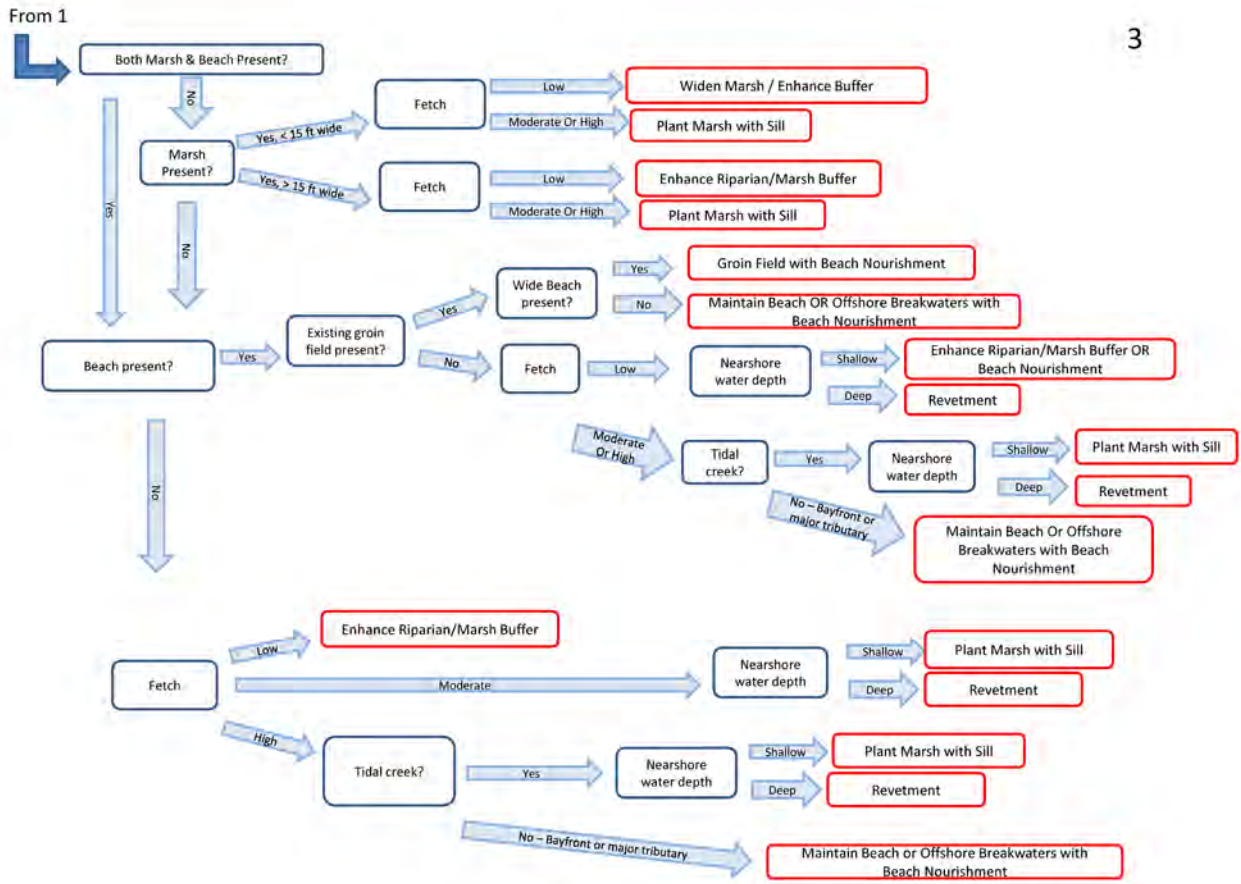 From 1
3
Both Marsh & Beach Present?
No
Yes
Marsh
Present?
Yes, < 15 ft wide
Fetch
Low
Widen Marsh / Enhance Buffer
Moderate Or High
Plant Marsh with Sill
Yes, > 15 ft wide
Fetch
Low
Enhance Riparian/Marsh Buffer
Moderate Or High
Plant Marsh with Sill
No
Beach present?
Yes
Existing groin
field present?
Yes
Wide Beach
present?
Yes
Groin Field with Beach Nourishment
No
Maintain Beach OR Offshore Breakwaters with
Beach Nourishment
No
Fetch
Low
Nearshore
water depth
Shallow
Enhance Riparian/Marsh Buffer OR
Beach Nourishment
Deep
Revetment
Moderate
Or High
Tidal
creek?
Yes
Nearshore
water depth
Shallow
Plant Marsh with Sill
Deep
Revetment
No – Bayfront or
major tributary
Maintain Beach Or Offshore
Breakwaters with Beach
Nourishment
No
Fetch
Low
Enhance Riparian/Marsh Buffer
Moderate
Nearshore
water depth
Shallow
Plant Marsh with Sill
Deep
Revetment
High
Tidal creek?
Yes
Nearshore
water depth
Shallow
Plant Marsh with Sill
Deep
Revetment
No – Bayfront or major tributary
Maintain Beach or Offshore Breakwaters with
Beach Nourishment